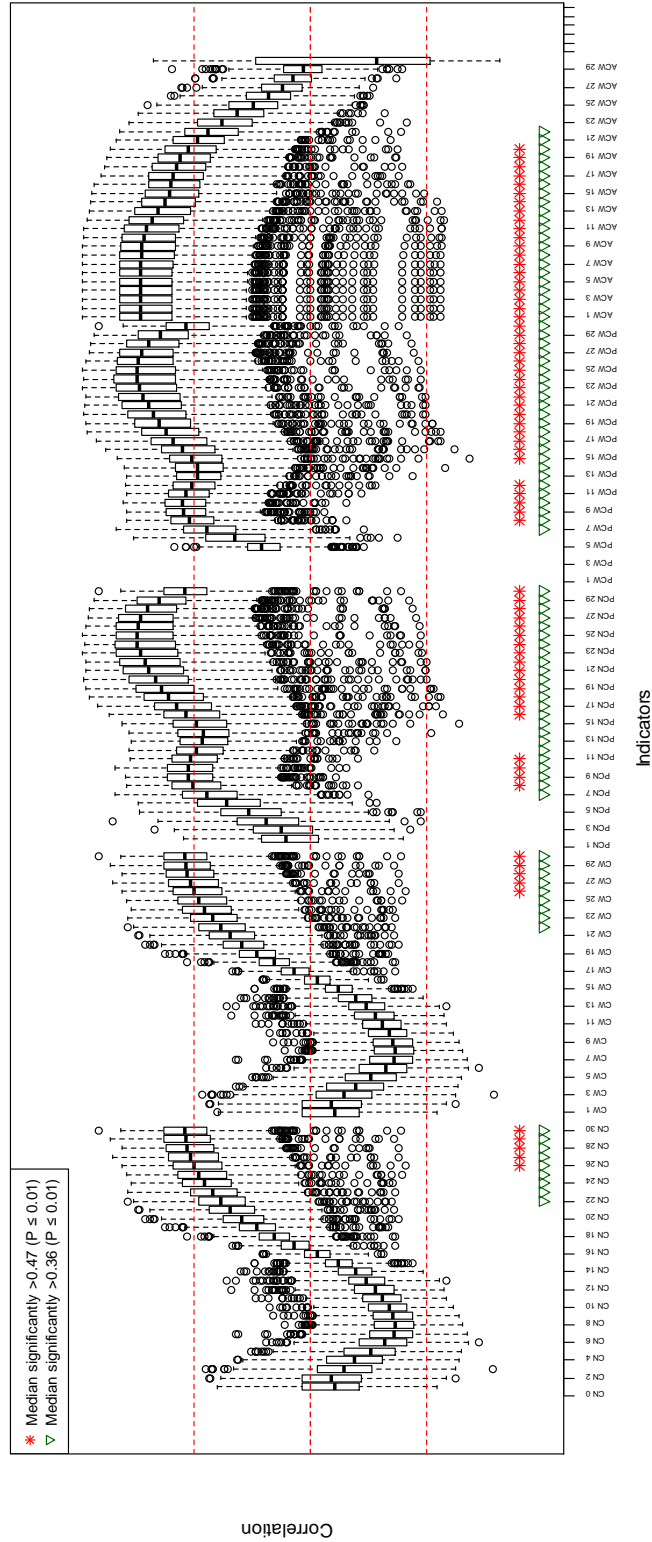 Median significantly >0.47 (P ≤ 0.01)
Median significantly >0.36 (P ≤ 0.01)
Correlation
CN 0
CN 2
CN 4
CN 6
CN 8
CN 10
CN 12
CN 14
CN 16
CN 18
CN 20
CN 22
CN 24
CN 26
CN 28
CN 30
CW 1
CW 3
CW 5
CW 7
CW 9
CW 11
CW 13
CW 15
CW 17
CW 19
CW 21
CW 23
CW 25
CW 27
CW 29
PCN 1
PCN 3
PCN 5
PCN 7
PCN 9
PCN 11
PCN 13
PCN 15
PCN 17
PCN 19
PCN 21
PCN 23
PCN 25
PCN 27
PCN 29
PCW 1
PCW 3
PCW 5
PCW 7
PCW 9
PCW 11
PCW 13
PCW 15
PCW 17
PCW 19
PCW 21
PCW 23
PCW 25
PCW 27
PCW 29
ACW 1
ACW 3
ACW 5
ACW 7
ACW 9
ACW 11
ACW 13
ACW 15
ACW 17
ACW 19
ACW 21
ACW 23
ACW 25
ACW 27
ACW 29
Indicators